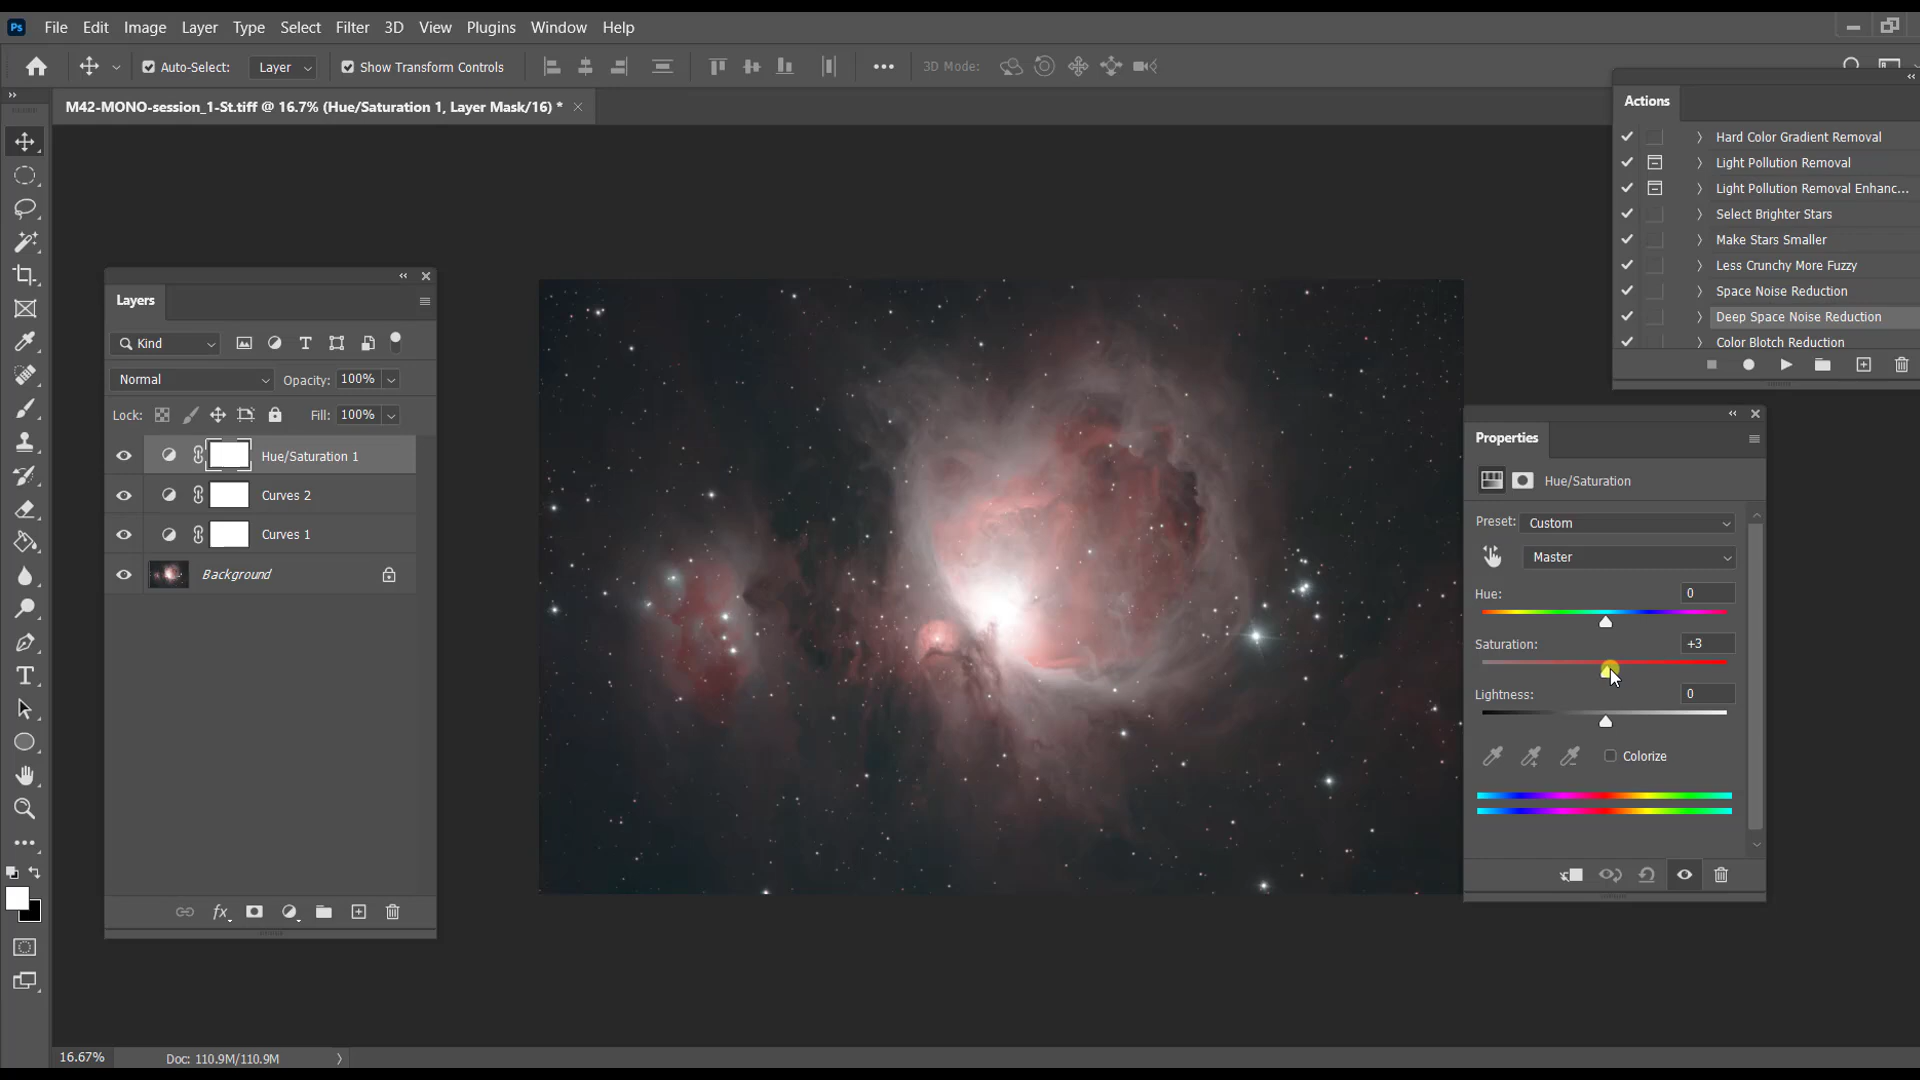 Ps File Edit Image Layer Type Select Filter 3D View Plugins Window Help
Auto-Select: Layer Show Transform Controls 3D Mode:
M42-MONO-session_1-St.tiff @ 16.7% (Hue/Saturation 1, Layer Mask/16) *
Actions
Hard Color Gradient Removal
Light Pollution Removal
Light Pollution Removal Enhanc...
Select Brighter Stars
Make Stars Smaller
Less Crunchy More Fuzzy
Space Noise Reduction
Deep Space Noise Reduction
Color Blotch Reduction
Layers
Kind
Normal Opacity: 100%
Lock: Fill: 100%
Hue/Saturation 1
Curves 2
Curves 1
Background
fx
Properties
Hue/Saturation
Preset: Custom
Master
Hue: 0
Saturation: +3
Lightness: 0
Colorize
16.67% Doc: 110.9M/110.9M